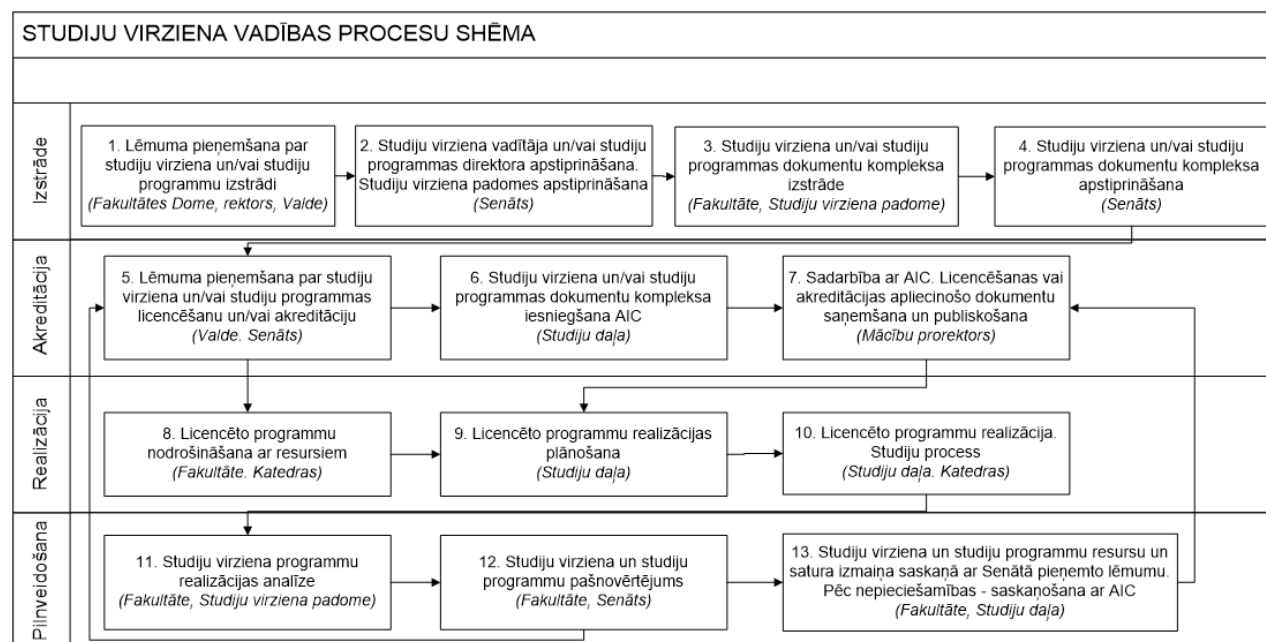 STUDIJU VIRZIENA VADĪBAS PROCESU SHĒMA
Izstrāde
1. Lēmuma pieņemšana par
studiju virziena un/vai studiju
programmu izstrādi
(Fakultātes Dome, rektors, Valde)
2. Studiju virziena vadītāja un/vai studiju
programmas direktora apstiprināšana.
Studiju virziena padomes apstiprināšana
(Senāts)
3. Studiju virziena un/vai studiju
programmas dokumentu kompleksa
izstrāde
(Fakultāte, Studiju virziena padome)
4. Studiju virziena un/vai studiju
programmas dokumentu kompleksa
apstiprināšana
(Senāts)
Akreditācija
5. Lēmuma pieņemšana par studiju
virziena un/vai studiju programmas
licencēšanu un/vai akreditāciju
(Valde. Senāts)
6. Studiju virziena un/vai studiju
programmas dokumentu kompleksa
iesniegšana AIC
(Studiju daļa)
7. Sadarbība ar AIC. Licencēšanas vai
akreditācijas apliecinošo dokumentu
saņemšana un publiskošana
(Mācību prorektors)
Realizācija
8. Licencēto programmu
nodrošināšana ar resursiem
(Fakultāte. Katedras)
9. Licencēto programmu realizācijas
plānošana
(Studiju daļa)
10. Licencēto programmu realizācija.
Studiju process
(Studiju daļa. Katedras)
Pilnveidošana
11. Studiju virziena programmu
realizācijas analīze
(Fakultāte, Studiju virziena padome)
12. Studiju virziena un studiju
programmu pašnovērtējums
(Fakultāte, Senāts)
13. Studiju virziena un studiju programmu resursu un
satura izmaiņa saskaņā ar Senātā pieņemto lēmumu.
Pēc nepieciešamības - saskaņošana ar AIC
(Fakultāte, Studiju daļa)